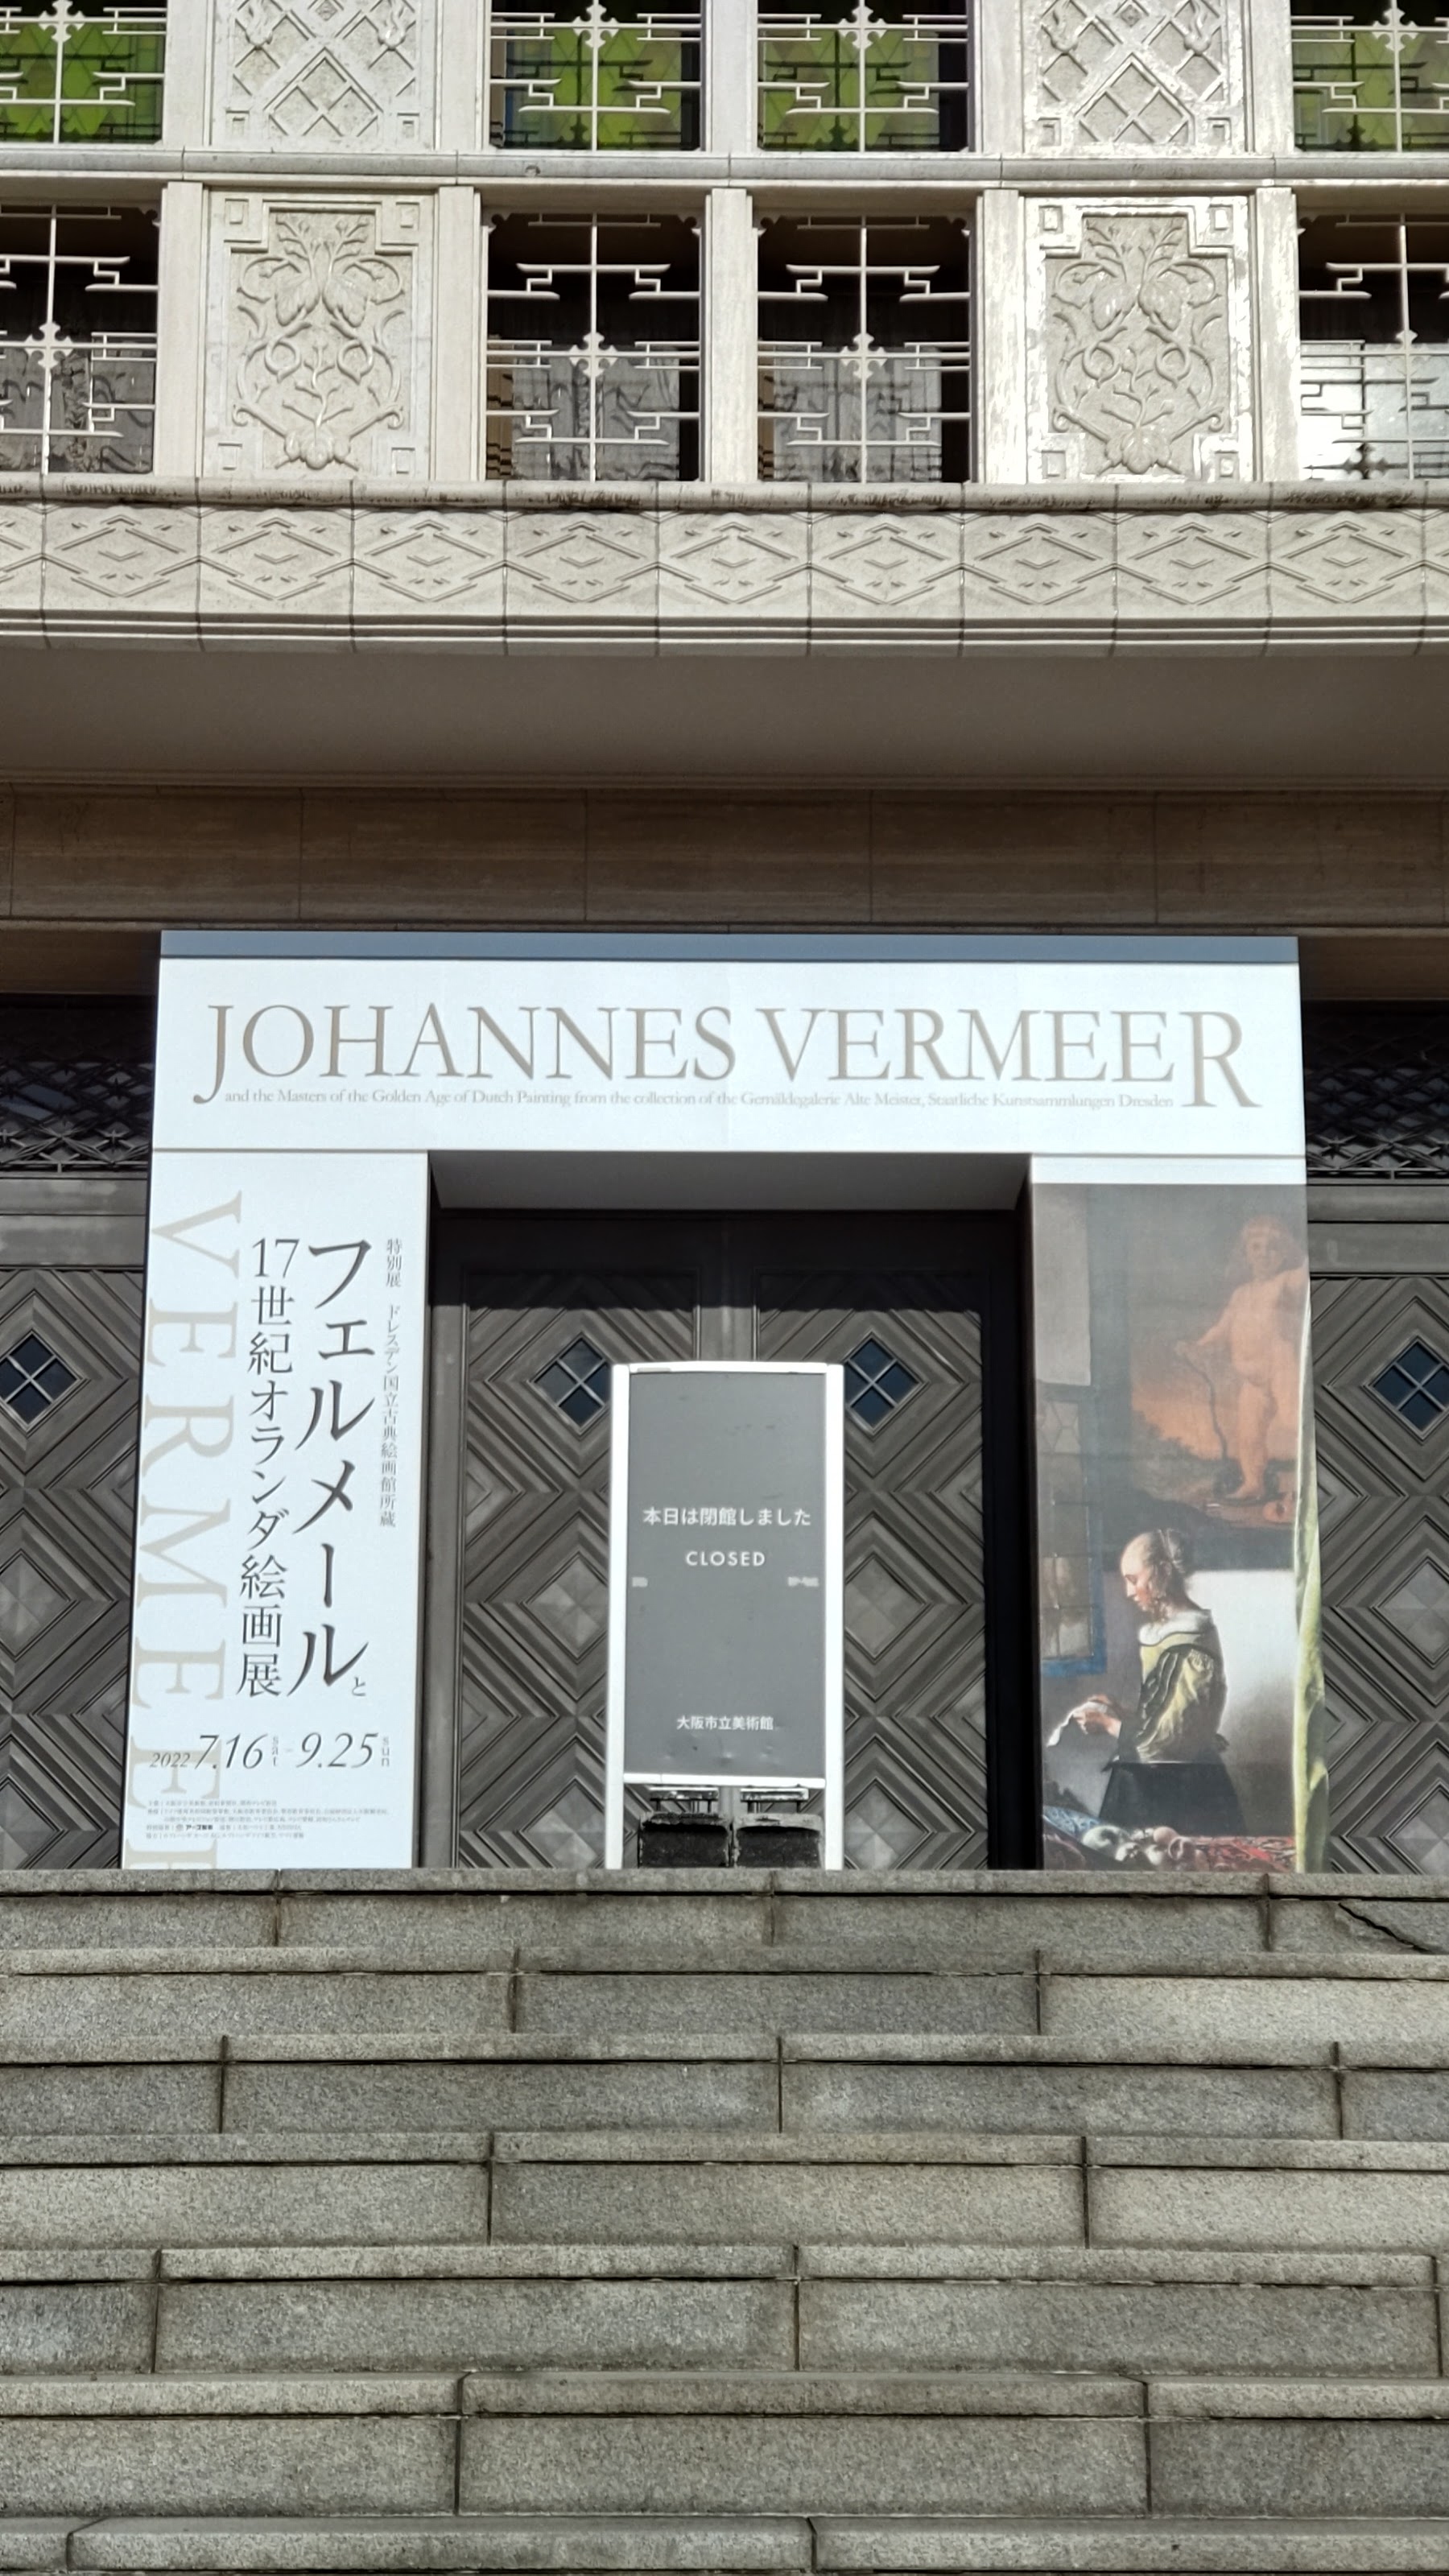 JOHANNES VERMEER
and the Masters of the Golden Age of Dutch Painting from the collection of the Gemäldegalerie Alte Meister, Staatliche Kunstsammlungen Dresden
特別展 ドレスデン国立古典絵画館所蔵
フェルメールと
17世紀オランダ絵画展
VERMEE
2022 7.16 sat - 9.25 sun
本日は閉館しました
CLOSED
大阪市立美術館